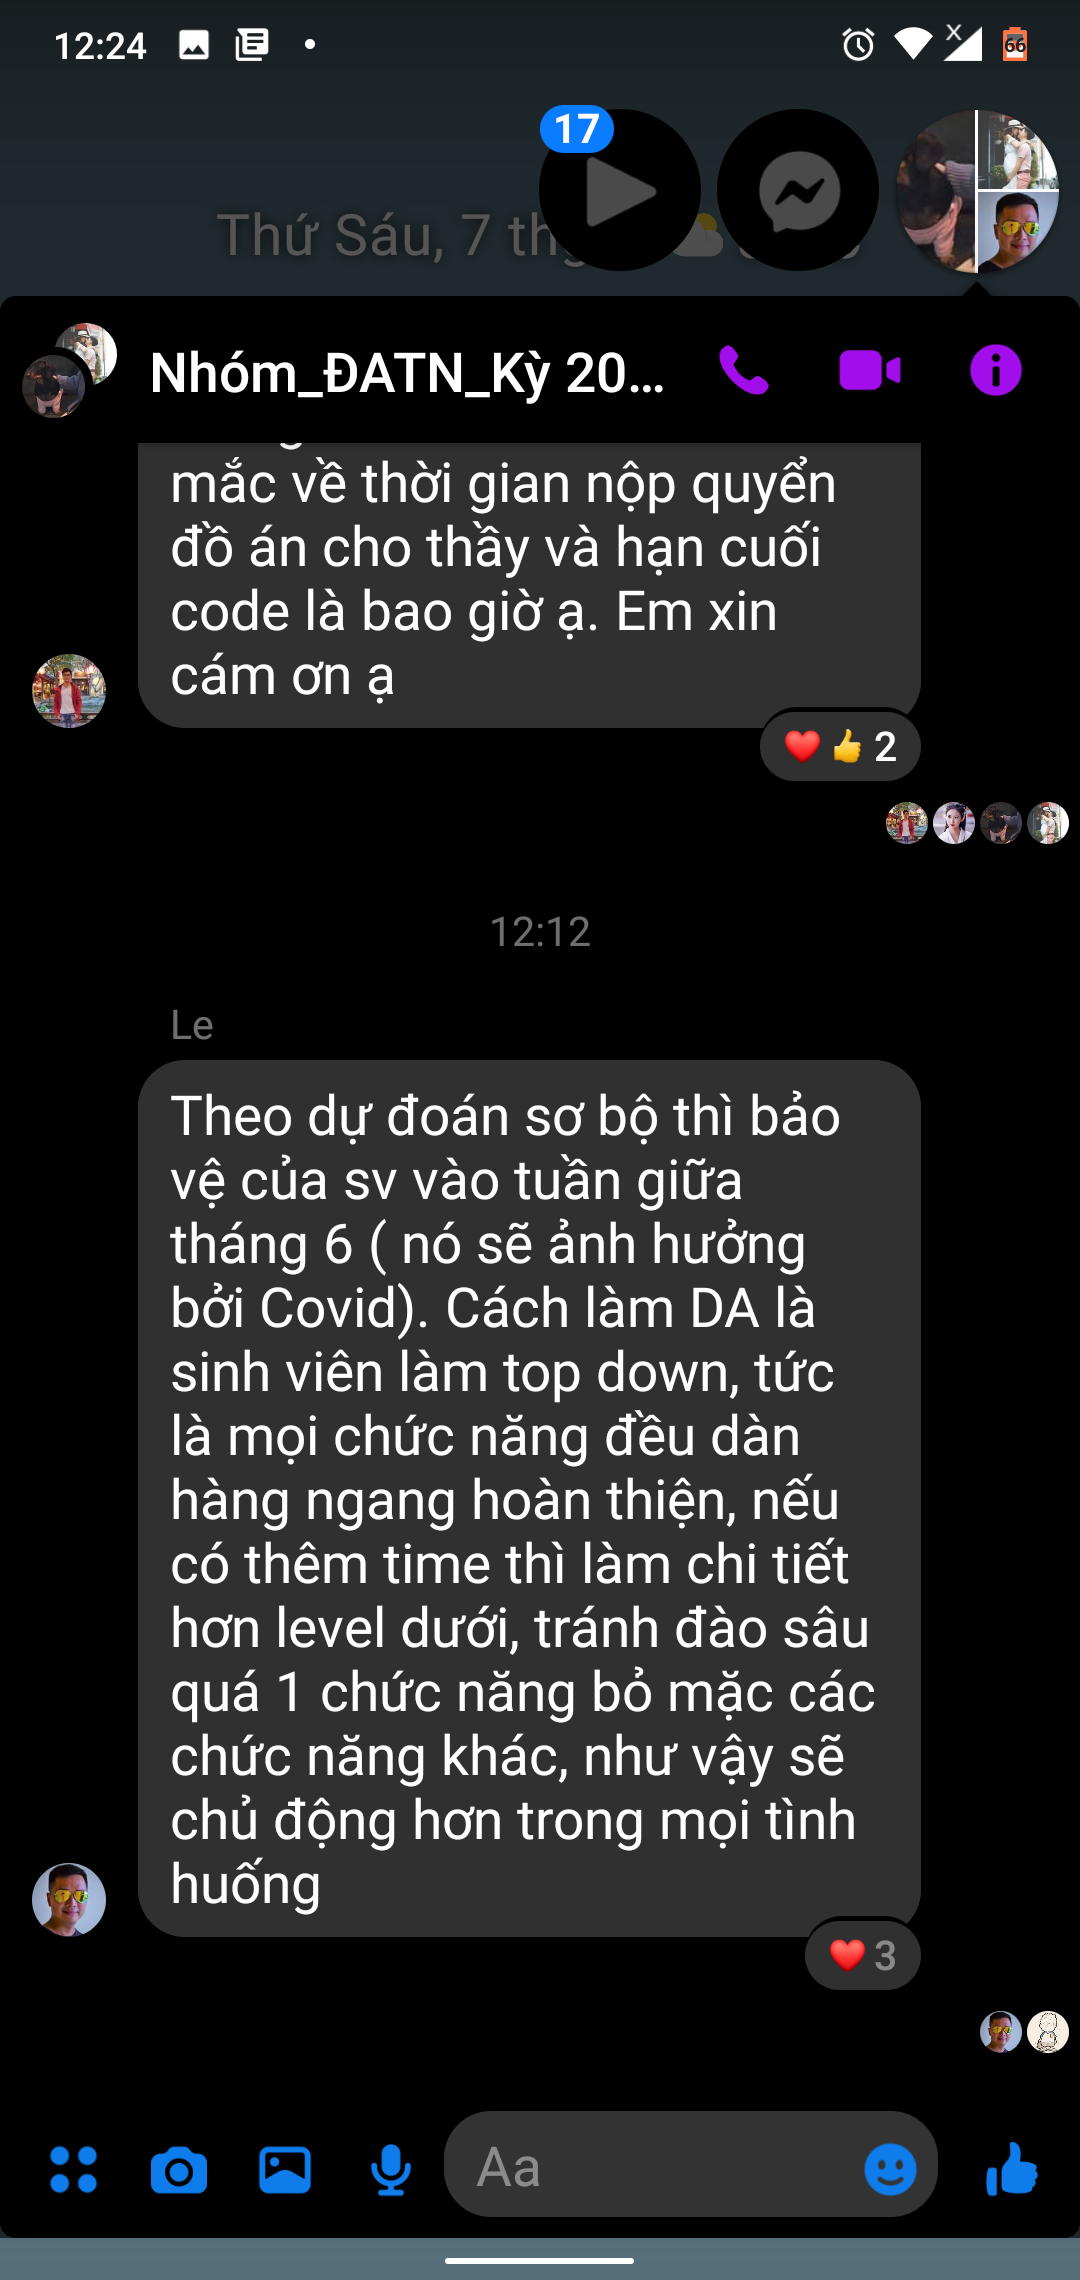 12:24
66
17
Thứ Sáu, 7
Nhóm_ĐATN_Kỳ 20...
mắc về thời gian nộp quyển
đồ án cho thầy và hạn cuối
code là bao giờ ạ. Em xin
cám ơn ạ
2
12:12
Le
Theo dự đoán sơ bộ thì bảo
vệ của sv vào tuần giữa
tháng 6 ( nó sẽ ảnh hưởng
bởi Covid). Cách làm DA là
sinh viên làm top down, tức
là mọi chức năng đều dàn
hàng ngang hoàn thiện, nếu
có thêm time thì làm chi tiết
hơn level dưới, tránh đào sâu
quá 1 chức năng bỏ mặc các
chức năng khác, như vậy sẽ
chủ động hơn trong mọi tình
huống
3
Aa